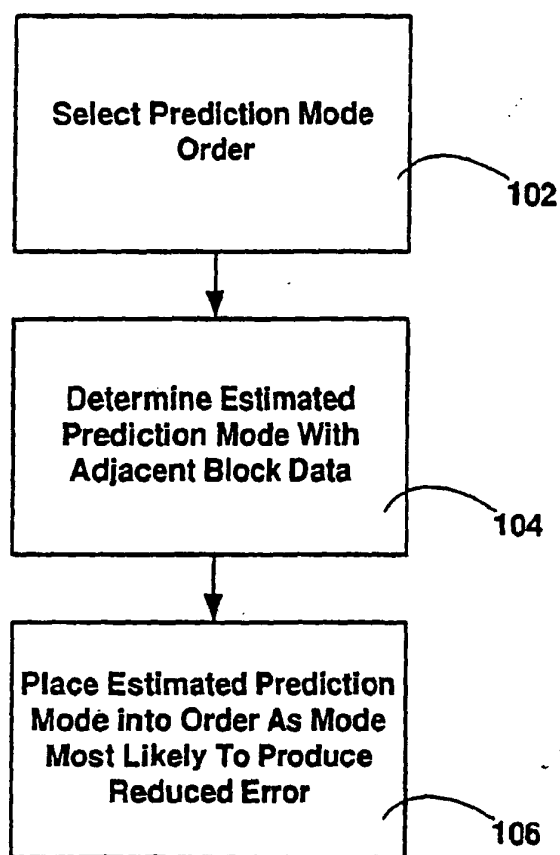 Select Prediction Mode
Order
102
Determine Estimated
Prediction Mode With
Adjacent Block Data
104
Place Estimated Prediction
Mode into Order As Mode
Most Likely To Produce
Reduced Error
106